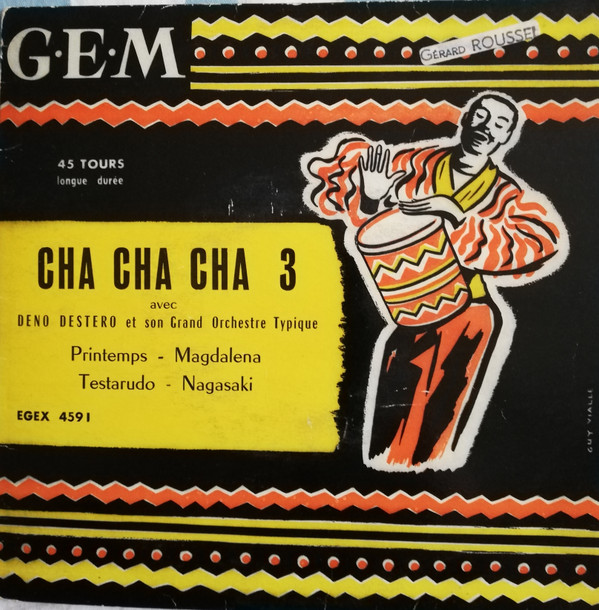 G·E·M
GÉRARD ROUSSEL
45 TOURS
longue durée
CHA CHA CHA 3
avec
DENO DESTERO et son Grand Orchestre Typique
Printemps - Magdalena
Testarudo - Nagasaki
EGEX 4591
GUY VIALLE